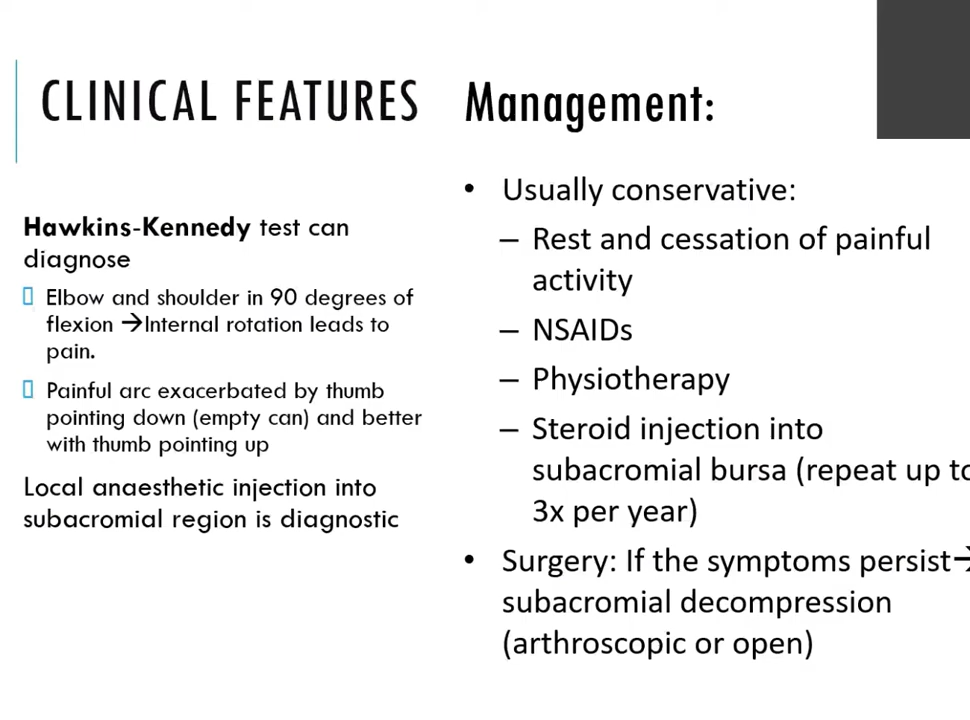 CLINICAL FEATURES
Hawkins-Kennedy test can
diagnose
Elbow and shoulder in 90 degrees of
flexion →Internal rotation leads to
pain.
Painful arc exacerbated by thumb
pointing down (empty can) and better
with thumb pointing up
Local anaesthetic injection into
subacromial region is diagnostic
Management:
• Usually conservative:
– Rest and cessation of painful
activity
– NSAIDs
– Physiotherapy
– Steroid injection into
subacromial bursa (repeat up to
3x per year)
• Surgery: If the symptoms persist→
subacromial decompression
(arthroscopic or open)